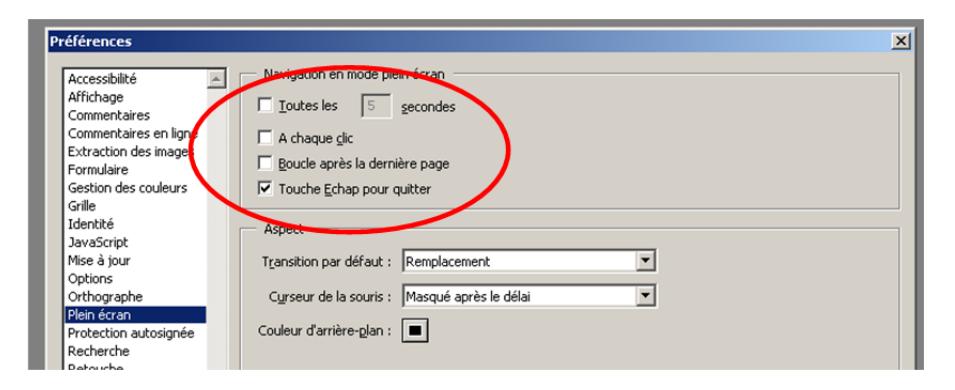 Préférences
Accessibilité
Affichage
Commentaires
Commentaires en ligne
Extraction des images
Formulaire
Gestion des couleurs
Grille
Identité
JavaScript
Mise à jour
Options
Orthographe
Plein écran
Protection autosignée
Recherche
Retouche
Navigation en mode plein écran
Toutes les 5 secondes
A chaque clic
Boucle après la dernière page
Touche Echap pour quitter
Aspect
Transition par défaut : Remplacement
Curseur de la souris : Masqué après le délai
Couleur d'arrière-plan :